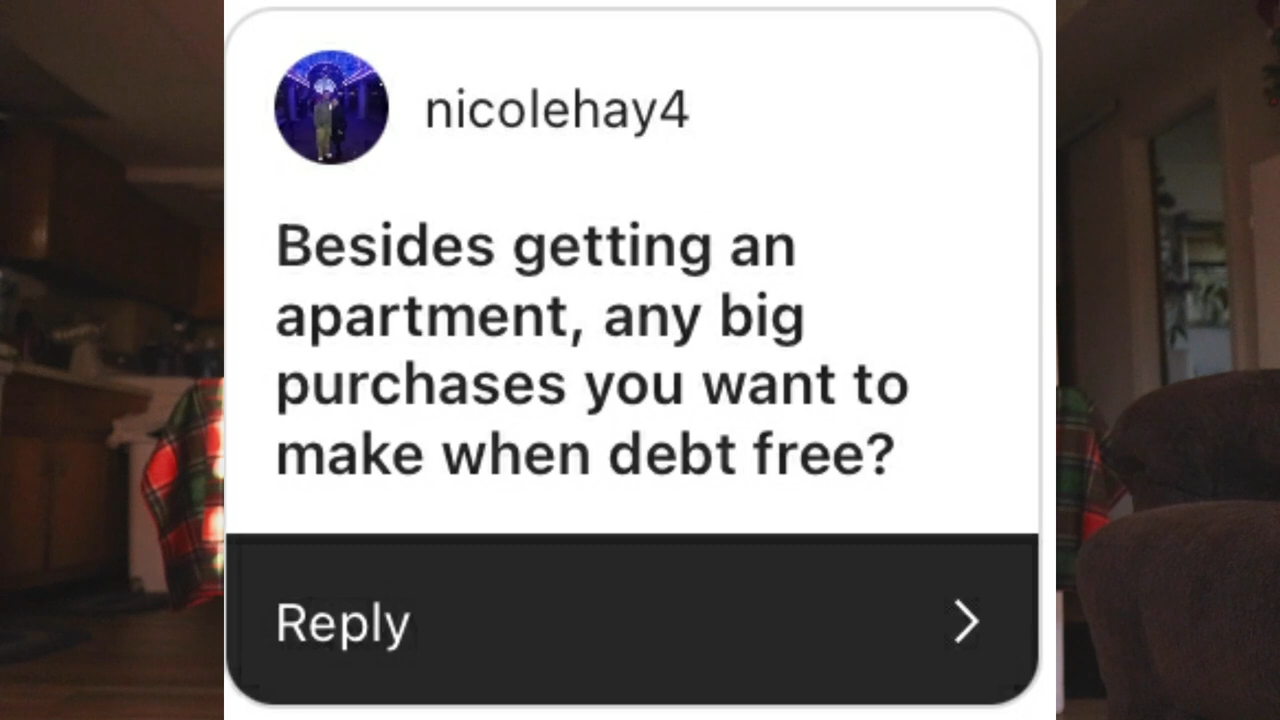 nicolehay4
Besides getting an
apartment, any big
purchases you want to
make when debt free?
Reply